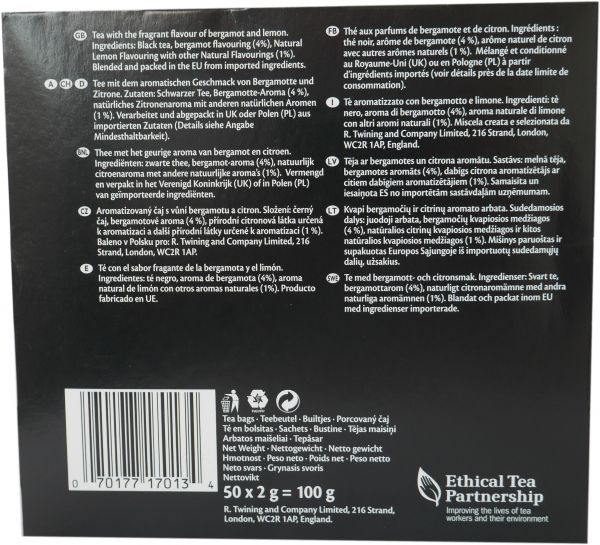 GB Tea with the fragrant flavour of bergamot and lemon.
Ingredients: Black tea, bergamot flavouring (4%), Natural
Lemon Flavouring with other Natural Flavourings (1%).
Blended and packed in the EU from imported ingredients.
A CH D Tee mit dem aromatischen Geschmack von Bergamotte und
Zitrone. Zutaten: Schwarzer Tee, Bergamotte-Aroma (4 %),
natürliches Zitronenaroma mit anderen natürlichen Aromen
(1 %). Verarbeitet und abgepackt in UK oder Polen (PL) aus
importierten Zutaten (Details siehe Angabe
Mindesthaltbarkeit).
BNL Thee met het geurige aroma van bergamot en citroen.
Ingrediënten: zwarte thee, bergamot-aroma (4%), natuurlijk
citroenaroma met andere natuurlijke aroma's (1%). Vermengd
en verpakt in het Verenigd Koninkrijk (UK) of in Polen (PL)
van geïmporteerde ingrediënten.
CZ Aromatizovaný čaj s vůní bergamotu a citronu. Složení: černý
čaj, bergamotové aroma (4 %), přírodní citronová látka určená
k aromatizaci a další přírodní látky určené k aromatizaci (1 %).
Baleno v Polsku pro: R. Twining and Company Limited, 216
Strand, London, WC2R 1AP.
E Té con el sabor fragante de la bergamota y el limón.
Ingredientes: té negro, aroma de bergamota (4%), aroma
natural de limón con otros aromas naturales (1%). Producto
fabricado en UE.
FB Thé aux parfums de bergamote et de citron. Ingrédients :
thé noir, arôme de bergamote (4 %), arôme naturel de
citron avec autres arômes naturels (1 %). Mélangé et conditionné
au Royaume-Uni (UK) ou en Pologne (PL) à partir
d'ingrédients importés (voir détails près de la date limite de
consommation).
I Tè aromatizzato con bergamotto e limone. Ingredienti: tè
nero, aroma di bergamotto (4%), aroma naturale di limone
con altri aromi naturali (1%). Miscela creata e selezionata da
R. Twining and Company Limited, 216 Strand, London,
WC2R 1AP, England.
LV Tēja ar bergamotes un citrona aromātu. Sastāvs: melnā tēja,
bergamotes aromāts (4%), dabīgs citrona aromatizētājs ar
citiem dabīgiem aromatizētājiem (1%). Samaisīta un
iesaiņota ES no importētām sastāvdaļām uzņēmumam.
LT Kvapi bergamočių ir citrinų aromato arbata. Sudedamosios
dalys: juodoji arbata, bergamočių kvapiosios medžiagos
(4 %), natūralios citrinų kvapiosios medžiagos ir kitos
natūralios kvapiosios medžiagos (1 %). Mišinys paruoštas ir
supakuotas Europos Sąjungoje iš importuotų sudedamųjų
dalių, užsakius.
SWE Te med bergamott- och citronsmak. Ingredienser: Svart te,
bergamottarom (4%), naturligt citronaromämne med andra
naturliga aromämnen (1%). Blandat och packat inom EU
med ingredienser importerade.
0 70177 17013 4
Tea bags · Teebeutel · Builtjes · Porcovaný čaj
Té en bolsitas · Sachets · Bustine · Tējas maisiņi
Arbatos maišeliai · Tepåsar
Net Weight · Nettogewicht · Netto gewicht
Hmotnost · Peso neto · Poids net · Peso netto
Neto svars · Grynasis svoris
Nettovikt
50 x 2 g = 100 g
R. Twining and Company Limited, 216 Strand,
London, WC2R 1AP, England.
Ethical Tea
Partnership
Improving the lives of tea
workers and their environment